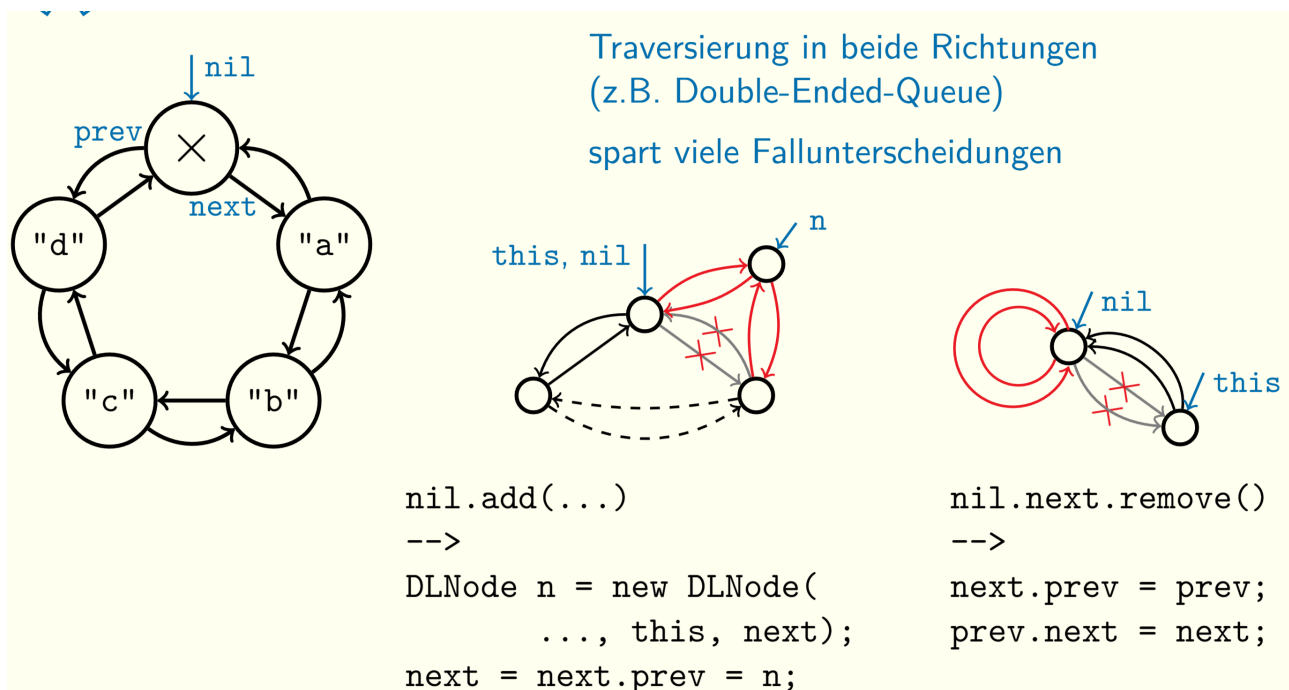 Traversierung in beide Richtungen
(z.B. Double-Ended-Queue)
spart viele Fallunterscheidungen
nil
prev
×
next
"d"
"a"
"c"
"b"
this, nil
n
nil
this
nil.add(...)
-->
DLNode n = new DLNode(
..., this, next);
next = next.prev = n;
nil.next.remove()
-->
next.prev = prev;
prev.next = next;